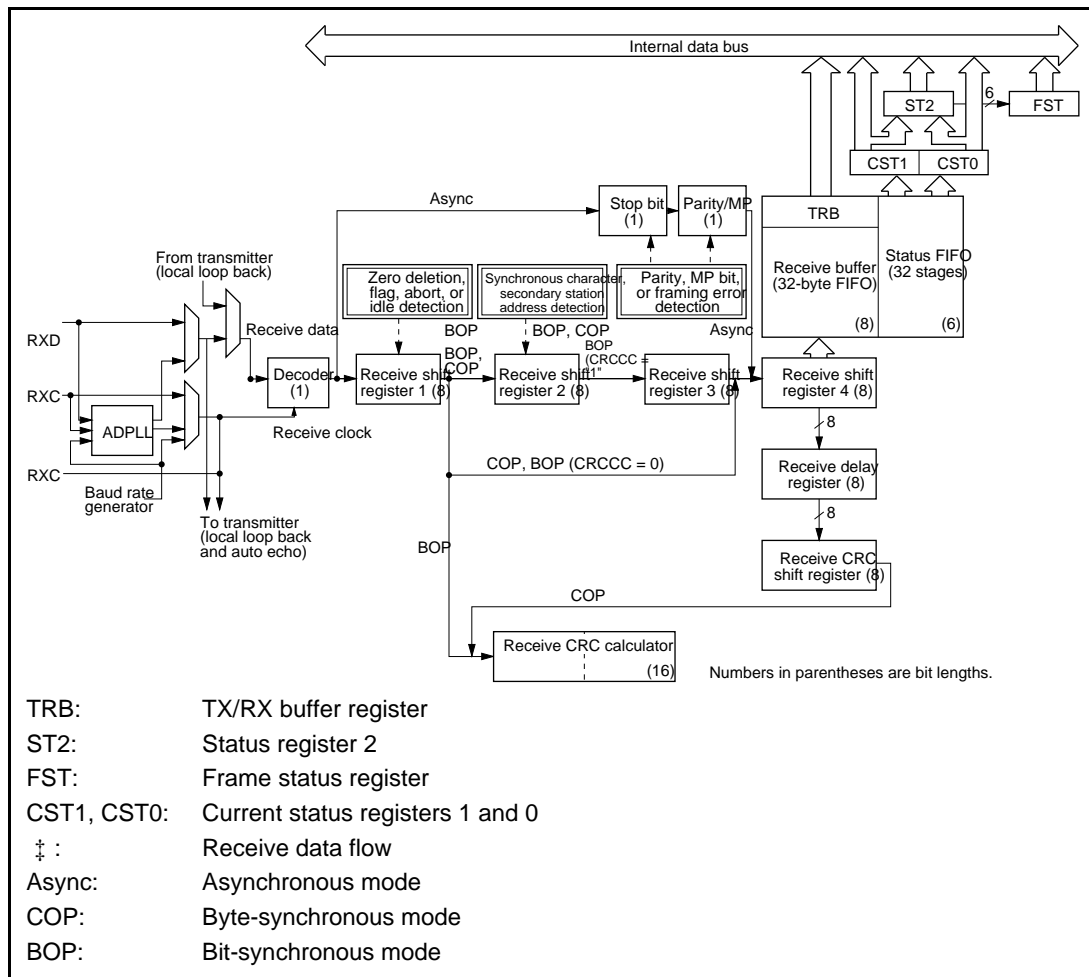 Internal data bus
6
ST2
FST
CST1
CST0
Async
Stop bit
(1)
Parity/MP
(1)
TRB
Receive buffer
(32-byte FIFO)
(8)
Status FIFO
(32 stages)
(6)
From transmitter
(local loop back)
Zero deletion,
flag, abort, or
idle detection
Synchronous character,
secondary station
address detection
Parity, MP bit,
or framing error
detection
Receive data
BOP
BOP, COP
Async
RXD
BOP,
COP
BOP
(CRCCC =
"1"
Decoder
(1)
Receive shift
register 1 (8)
Receive shift
register 2 (8)
Receive shift
register 3 (8)
Receive shift
register 4 (8)
RXC
ADPLL
Receive clock
8
RXC
COP, BOP (CRCCC = 0)
Receive delay
register (8)
Baud rate
generator
8
To transmitter
(local loop back
and auto echo)
BOP
Receive CRC
shift register (8)
COP
Receive CRC calculator
(16)
Numbers in parentheses are bit lengths.
TRB: TX/RX buffer register
ST2: Status register 2
FST: Frame status register
CST1, CST0: Current status registers 1 and 0
‡ : Receive data flow
Async: Asynchronous mode
COP: Byte-synchronous mode
BOP: Bit-synchronous mode